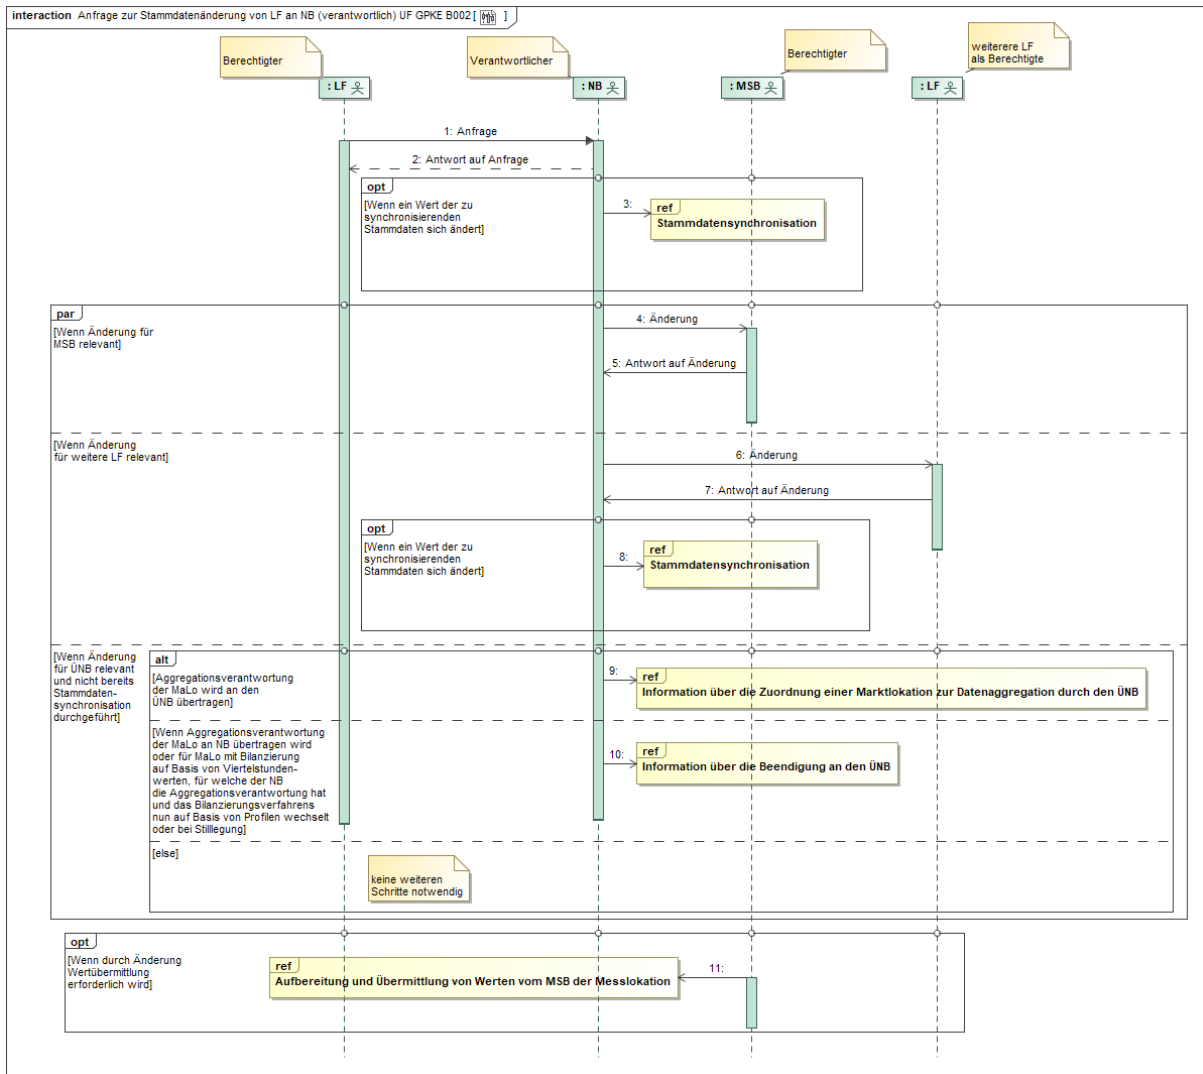 interaction Anfrage zur Stammdatenänderung von LF an NB (verantwortlich) UF GPKE B002 [ ]
Berechtigter
Verantwortlicher
Berechtigter
weiterere LF
als Berechtigte
: LF
: NB
: MSB
: LF
1: Anfrage
2: Antwort auf Anfrage
opt
[Wenn ein Wert der zu
synchronisierenden
Stammdaten sich ändert]
3:
ref
Stammdatensynchronisation
par
[Wenn Änderung für
MSB relevant]
4: Änderung
5: Antwort auf Änderung
[Wenn Änderung
für weitere LF relevant]
6: Änderung
7: Antwort auf Änderung
opt
[Wenn ein Wert der zu
synchronisierenden
Stammdaten sich ändert]
8:
ref
Stammdatensynchronisation
[Wenn Änderung
für ÜNB relevant
und nicht bereits
Stammdaten-
synchronisation
durchgeführt]
alt
[Aggregationsverantwortung
der MaLo wird an den
ÜNB übertragen]
9:
ref
Information über die Zuordnung einer Marktlokation zur Datenaggregation durch den ÜNB
[Wenn Aggregationsverantwortung
der MaLo an NB übertragen wird
oder für MaLo mit Bilanzierung
auf Basis von Viertelstunden-
werten, für welche der NB
die Aggregationsverantwortung hat
und das Bilanzierungsverfahrens
nun auf Basis von Profilen wechselt
oder bei Stilllegung]
10:
ref
Information über die Beendigung an den ÜNB
[else]
keine weiteren
Schritte notwendig
opt
[Wenn durch Änderung
Wertübermittlung
erforderlich wird]
ref
Aufbereitung und Übermittlung von Werten vom MSB der Messlokation
11: